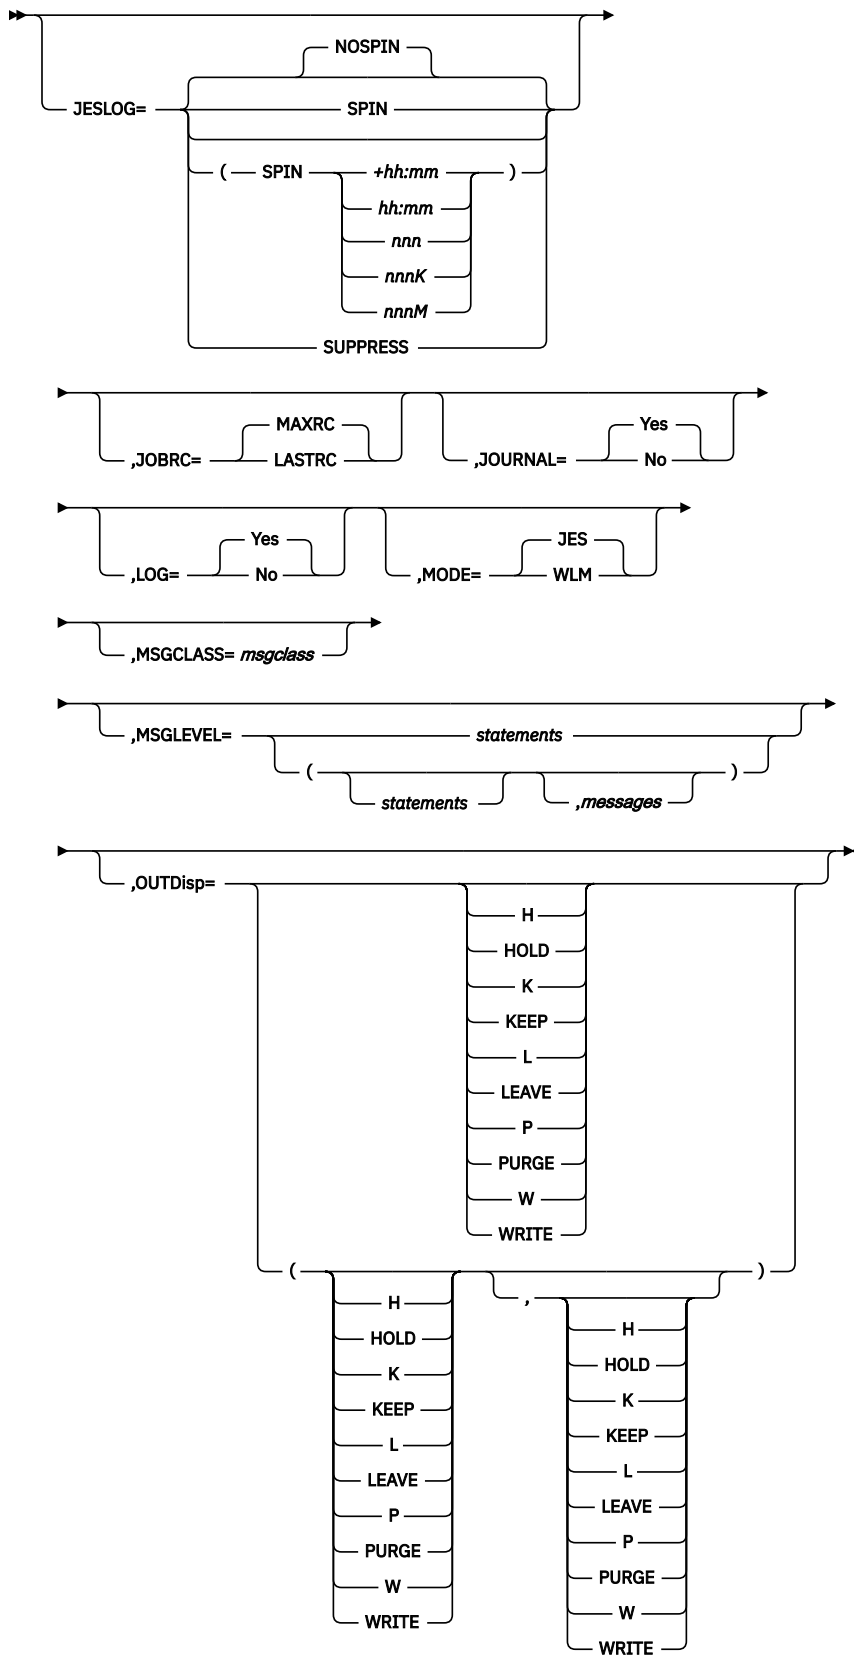 NOSPIN
JESLOG= SPIN
( SPIN +hh:mm )
hh:mm
nnn
nnnK
nnnM
SUPPRESS
MAXRC Yes
,JOBRC= LASTRC ,JOURNAL= No
Yes JES
,LOG= No ,MODE= WLM
,MSGCLASS= msgclass
,MSGLEVEL= statements
( )
statements ,messages
,OUTDisp=
H
HOLD
K
KEEP
L
LEAVE
P
PURGE
W
WRITE
( )
H ,
HOLD
K
KEEP
L
LEAVE
P
PURGE
W
WRITE
H
HOLD
K
KEEP
L
LEAVE
P
PURGE
W
WRITE